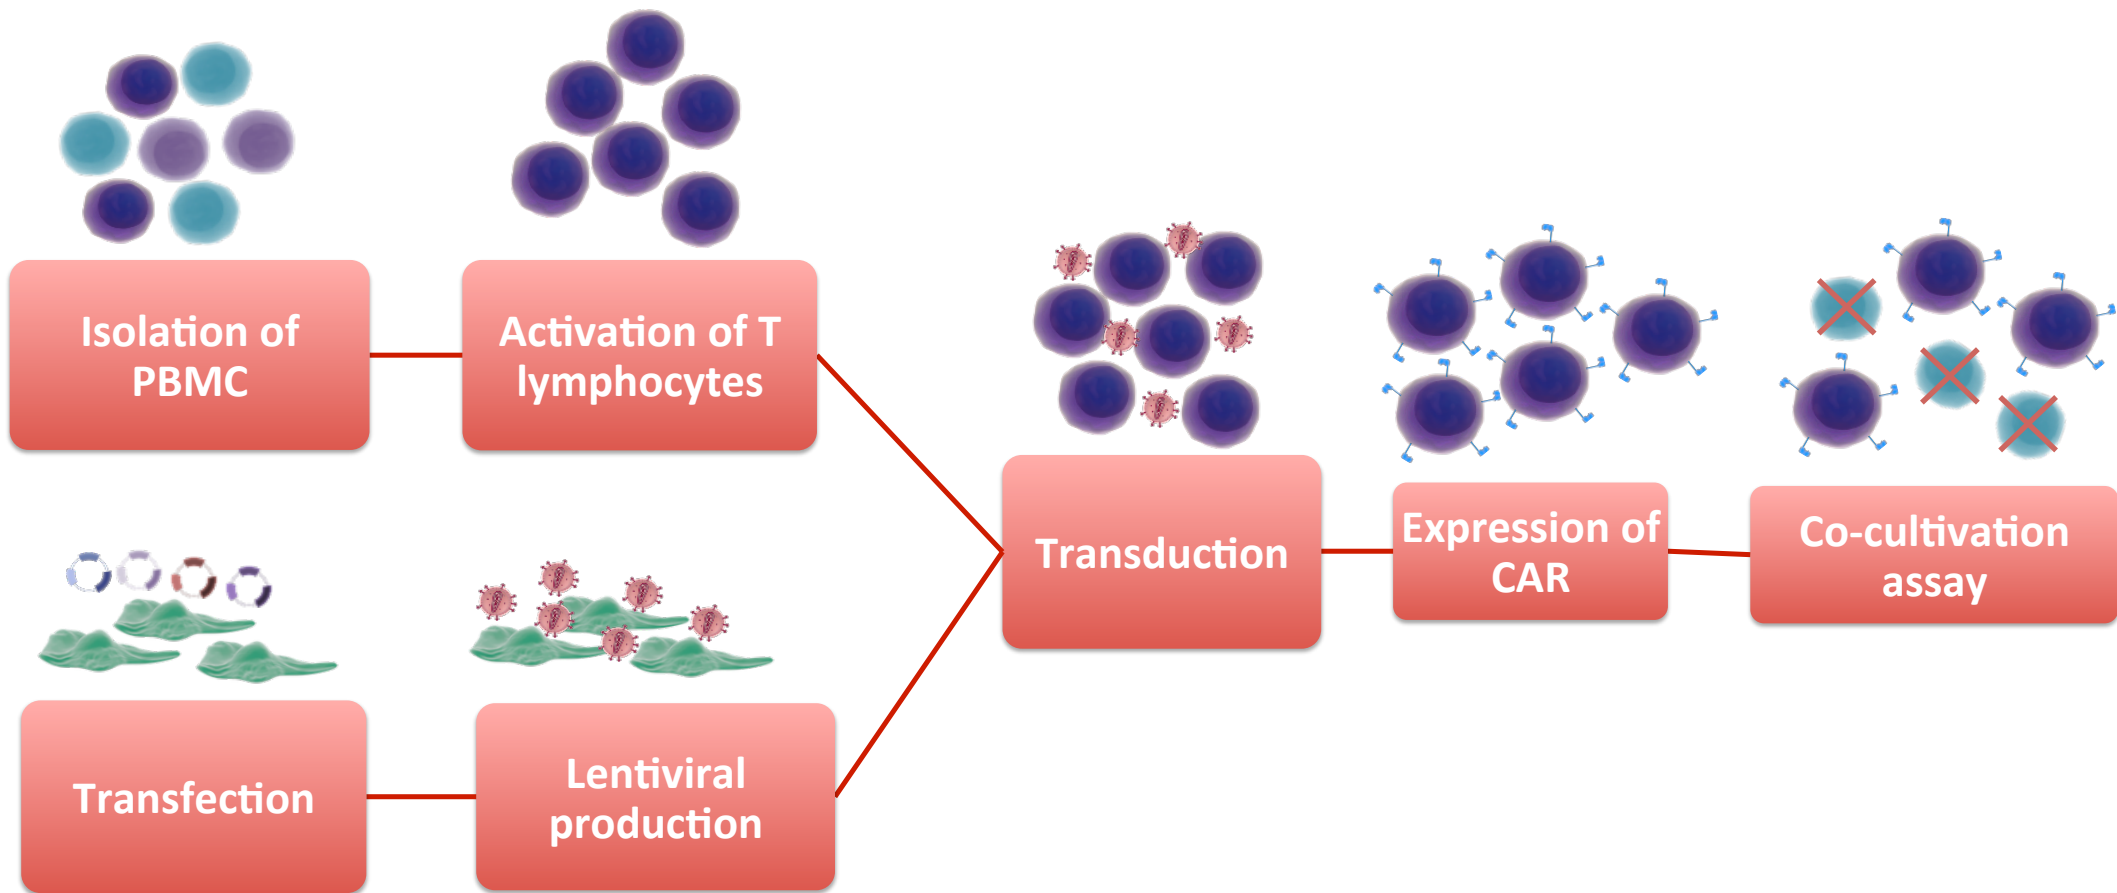 Isolation of
PBMC
Activation of T
lymphocytes
Transfection
Lentiviral
production
Transduction
Expression of
CAR
Co-cultivation
assay